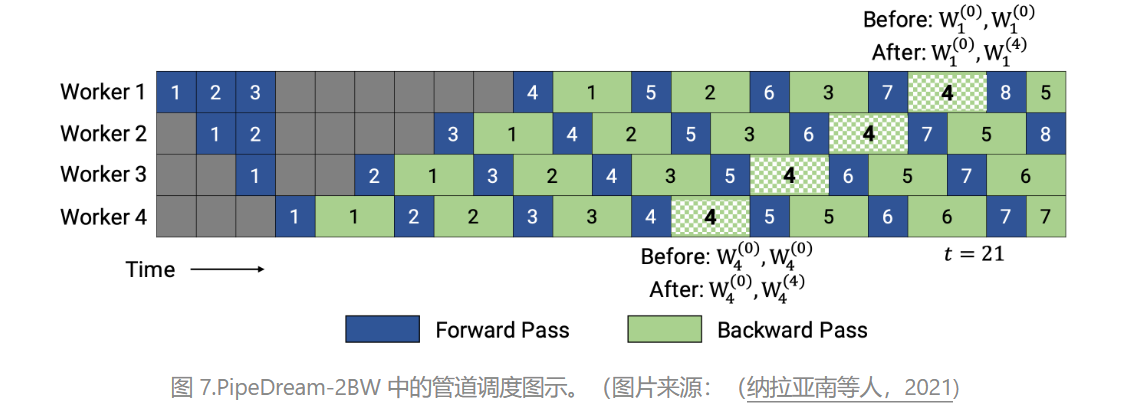 Before: W₁⁽⁰⁾, W₁⁽⁰⁾
After: W₁⁽⁰⁾, W₁⁽⁴⁾
Worker 1 1 2 3 4 1 5 2 6 3 7 4 8 5
Worker 2 1 2 3 1 4 2 5 3 6 4 7 5 8
Worker 3 1 2 1 3 2 4 3 5 4 6 5 7 6
Worker 4 1 1 2 2 3 3 4 4 5 5 6 6 7 7
Time
Before: W₄⁽⁰⁾, W₄⁽⁰⁾
After: W₄⁽⁰⁾, W₄⁽⁴⁾
t = 21
Forward Pass
Backward Pass
图 7.PipeDream-2BW 中的管道调度图示。（图片来源：（纳拉亚南等人，2021)